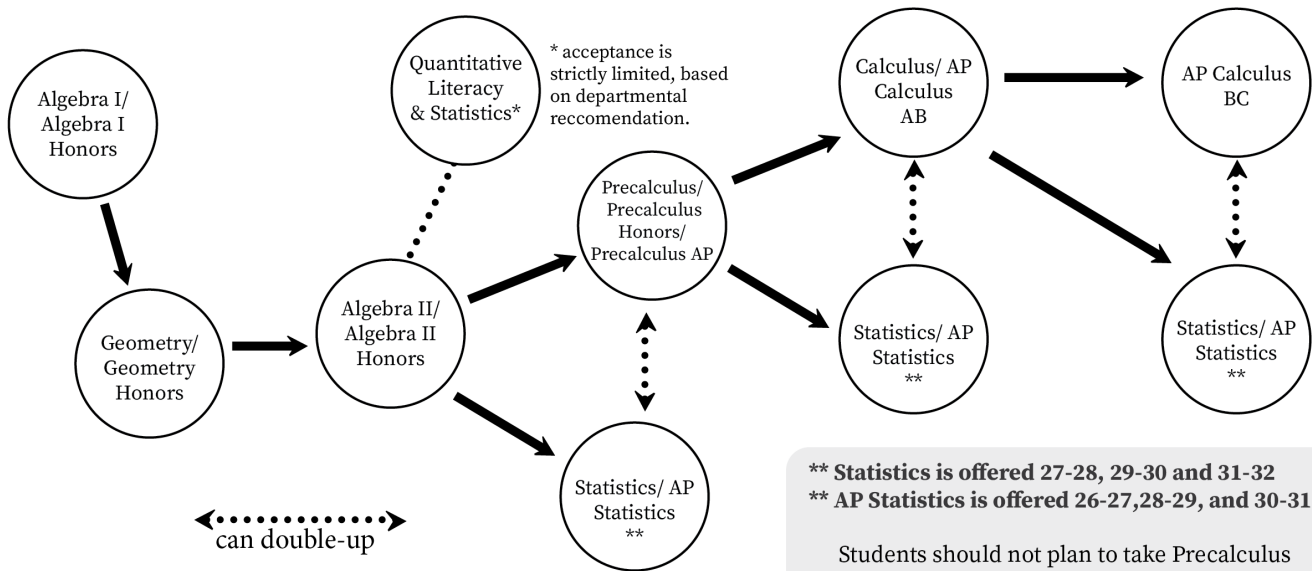 Algebra I/
Algebra I
Honors
Geometry/
Geometry
Honors
Quantitative
Literacy
& Statistics*
* acceptance is
strictly limited, based
on departmental
reccomendation.
Algebra II/
Algebra II
Honors
Precalculus/
Precalculus
Honors/
Precalculus AP
Statistics/ AP
Statistics
**
Calculus/ AP
Calculus
AB
Statistics/ AP
Statistics
**
AP Calculus
BC
Statistics/ AP
Statistics
**
can double-up
** Statistics is offered 27-28, 29-30 and 31-32
** AP Statistics is offered 26-27,28-29, and 30-31
Students should not plan to take Precalculus